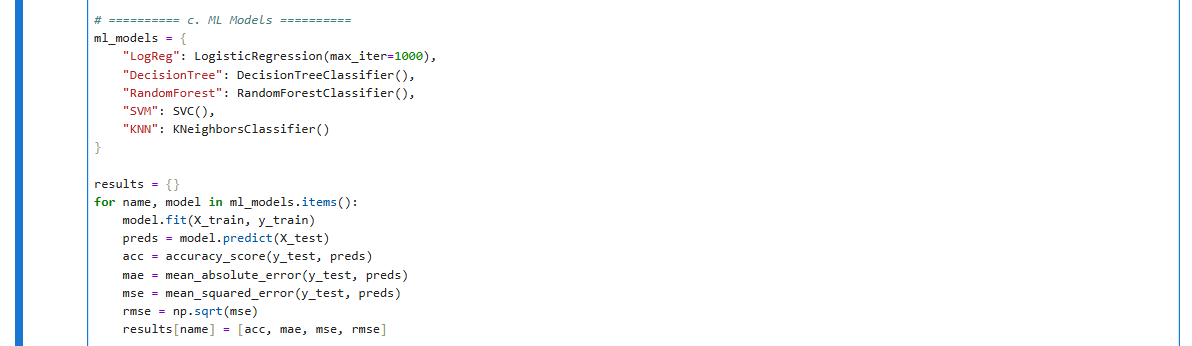 # ========== c. ML Models ==========
ml_models = {
    "LogReg": LogisticRegression(max_iter=1000),
    "DecisionTree": DecisionTreeClassifier(),
    "RandomForest": RandomForestClassifier(),
    "SVM": SVC(),
    "KNN": KNeighborsClassifier()
}

results = {}
for name, model in ml_models.items():
    model.fit(X_train, y_train)
    preds = model.predict(X_test)
    acc = accuracy_score(y_test, preds)
    mae = mean_absolute_error(y_test, preds)
    mse = mean_squared_error(y_test, preds)
    rmse = np.sqrt(mse)
    results[name] = [acc, mae, mse, rmse]